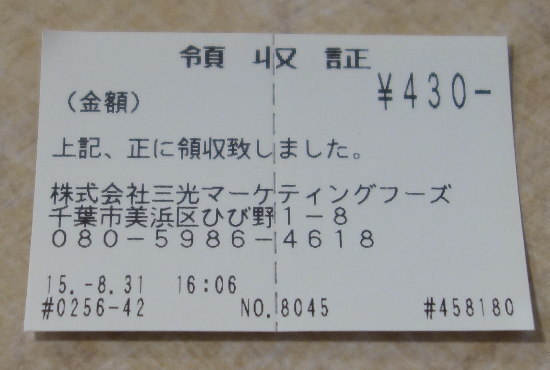 領収証
¥430-
(金額)
上記、正に領収致しました。
株式会社三光マーケティングフーズ
千葉市美浜区ひび野1-8
080-5986-4618
15.-8.31 16:06
#0256-42 NO.8045 #458180